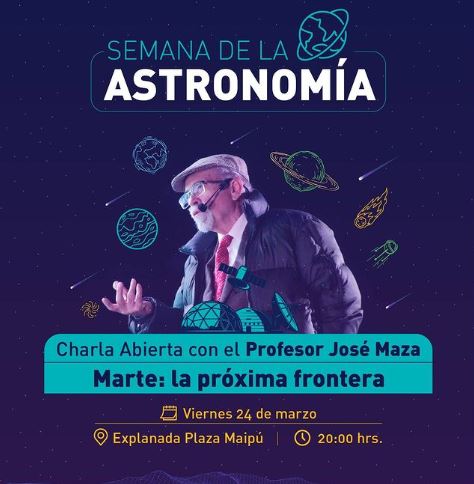 SEMANA DE LA
ASTRONOMÍA
Charla Abierta con el Profesor José Maza
Marte: la próxima frontera
Viernes 24 de marzo
Explanada Plaza Maipú | 20:00 hrs.